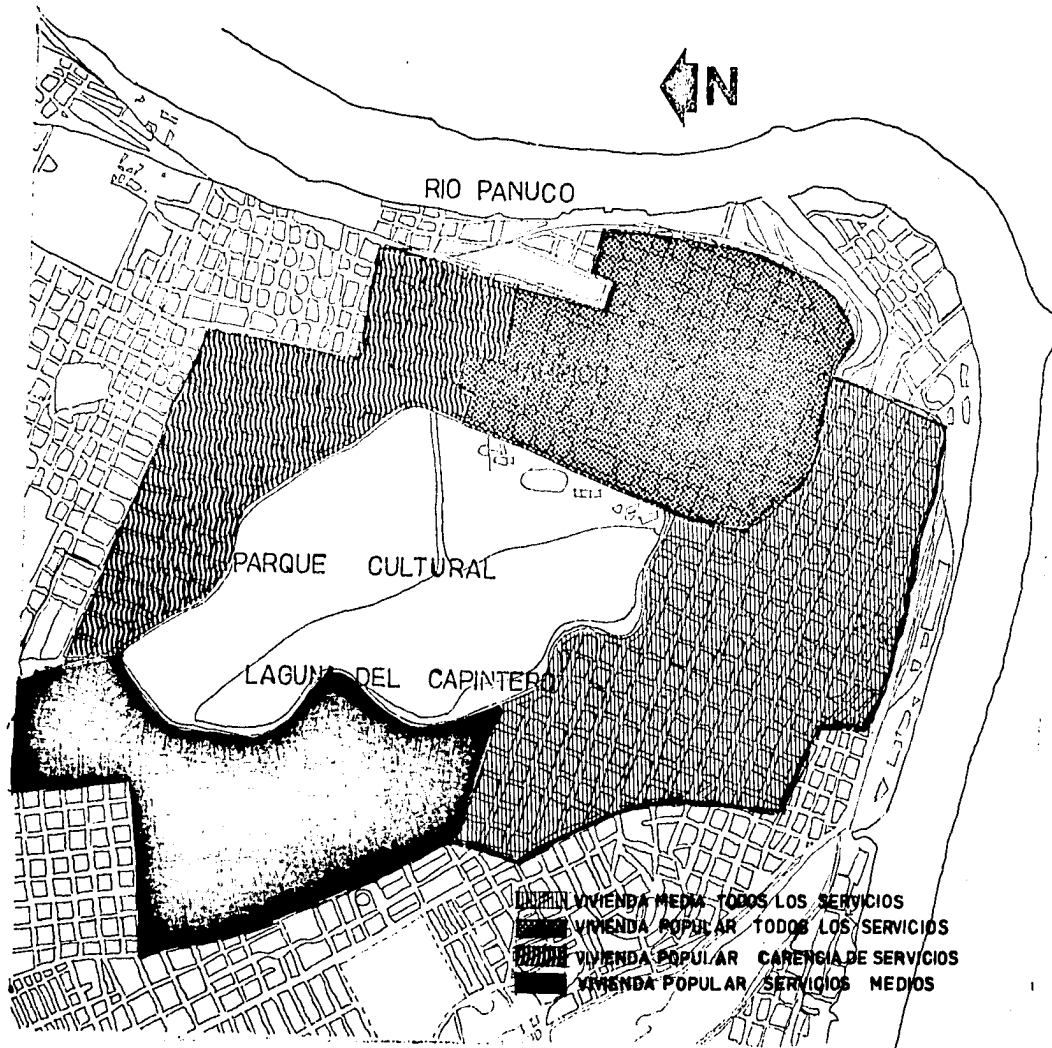 N
RIO PANUCO
PARQUE CULTURAL
LAGUNA DEL CAPINTERO
VIVIENDA MEDIA TODOS LOS SERVICIOS
VIVIENDA POPULAR TODOS LOS SERVICIOS
VIVIENDA POPULAR CARENCIA DE SERVICIOS
VIVIENDA POPULAR SERVICIOS MEDIOS